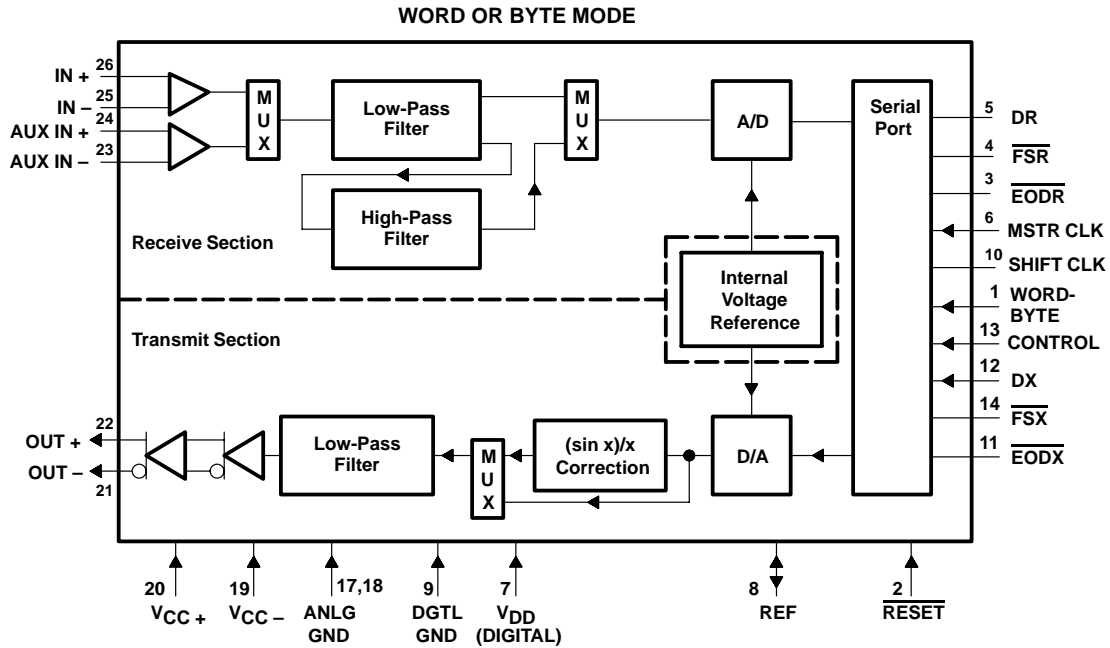 WORD OR BYTE MODE
26
IN +
25
IN –
24
AUX IN +
23
AUX IN –
M
U
X
Low-Pass
Filter
High-Pass
Filter
M
U
X
A/D
Serial
Port
5
DR
4
FSR
3
EODR
6
MSTR CLK
10
SHIFT CLK
1
WORD-
BYTE
13
CONTROL
12
DX
14
FSX
11
EODX
Receive Section
Internal
Voltage
Reference
Transmit Section
22
OUT +
OUT –
21
Low-Pass
Filter
M
U
X
(sin x)/x
Correction
D/A
20
VCC +
19
VCC –
17,18
ANLG
GND
9
DGTL
GND
7
VDD
(DIGITAL)
8
REF
2
RESET